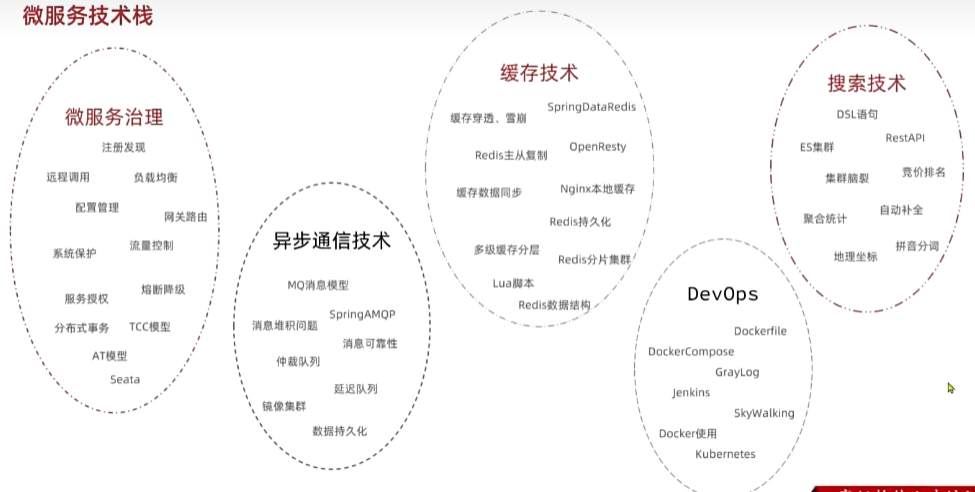 微服务技术栈
微服务治理
注册发现
远程调用
负载均衡
配置管理
网关路由
系统保护
流量控制
服务授权
熔断降级
分布式事务
TCC模型
AT模型
Seata
异步通信技术
MQ消息模型
SpringAMQP
消息堆积问题
消息可靠性
仲裁队列
延迟队列
镜像集群
数据持久化
缓存技术
SpringDataRedis
缓存穿透、雪崩
OpenResty
Redis主从复制
缓存数据同步
Nginx本地缓存
Redis持久化
多级缓存分层
Redis分片集群
Lua脚本
Redis数据结构
DevOps
Dockerfile
DockerCompose
GrayLog
Jenkins
SkyWalking
Docker使用
Kubernetes
搜索技术
DSL语句
RestAPI
ES集群
竞价排名
集群脑裂
自动补全
聚合统计
拼音分词
地理坐标